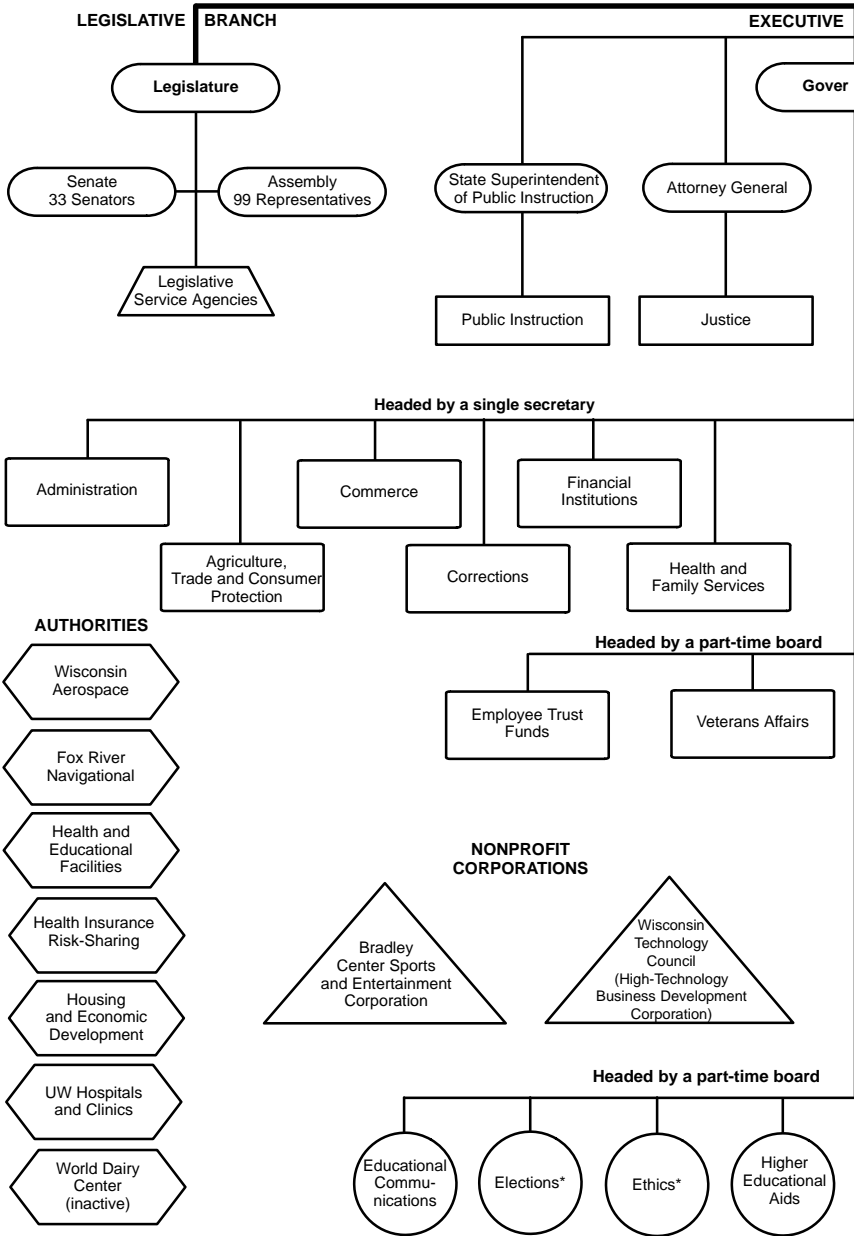 LEGISLATIVE BRANCH
EXECUTIVE
Legislature
Gover
Senate
33 Senators
Assembly
99 Representatives
State Superintendent
of Public Instruction
Attorney General
Legislative
Service Agencies
Public Instruction
Justice
Headed by a single secretary
Administration
Commerce
Financial
Institutions
Agriculture,
Trade and Consumer
Protection
Corrections
Health and
Family Services
AUTHORITIES
Wisconsin
Aerospace
Fox River
Navigational
Health and
Educational
Facilities
Health Insurance
Risk-Sharing
Housing
and Economic
Development
UW Hospitals
and Clinics
World Dairy
Center
(inactive)
Headed by a part-time board
Employee Trust
Funds
Veterans Affairs
NONPROFIT
CORPORATIONS
Bradley
Center Sports
and Entertainment
Corporation
Wisconsin
Technology
Council
(High-Technology
Business Development
Corporation)
Headed by a part-time board
Educational
Commu-
nications
Elections*
Ethics*
Higher
Educational
Aids